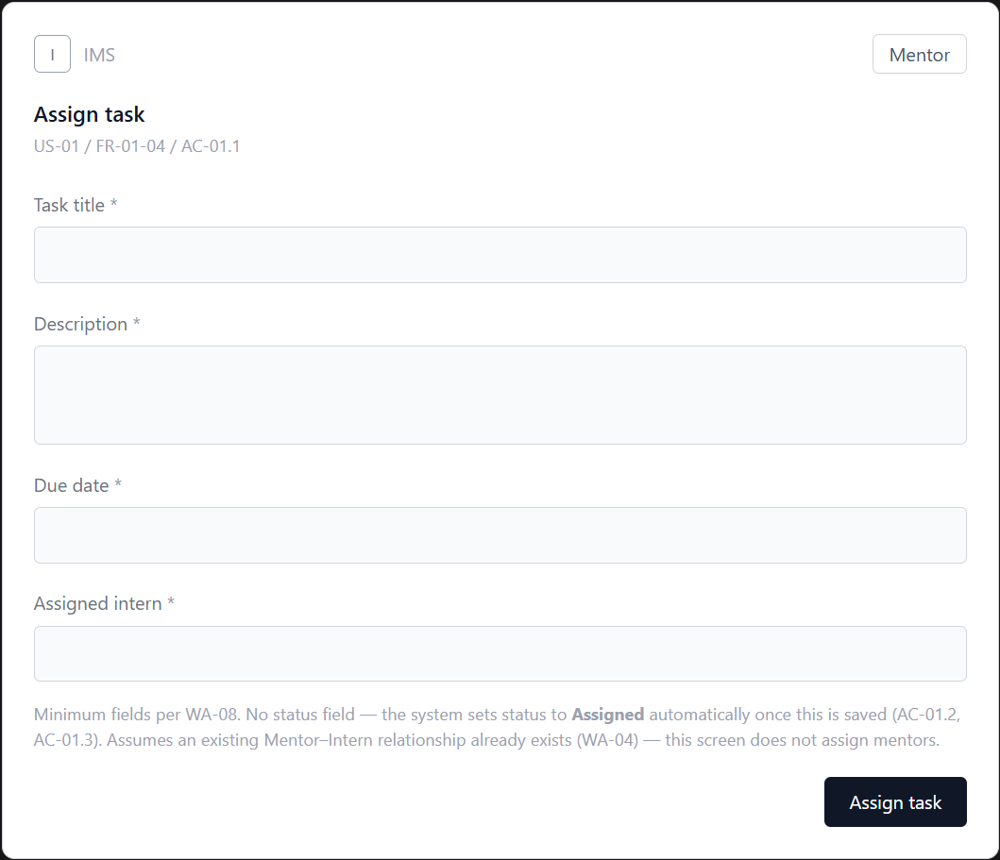 I IMS Mentor
Assign task
US-01 / FR-01-04 / AC-01.1
Task title *
Description *
Due date *
Assigned intern *
Minimum fields per WA-08. No status field — the system sets status to Assigned automatically once this is saved (AC-01.2,
AC-01.3). Assumes an existing Mentor–Intern relationship already exists (WA-04) — this screen does not assign mentors.
Assign task